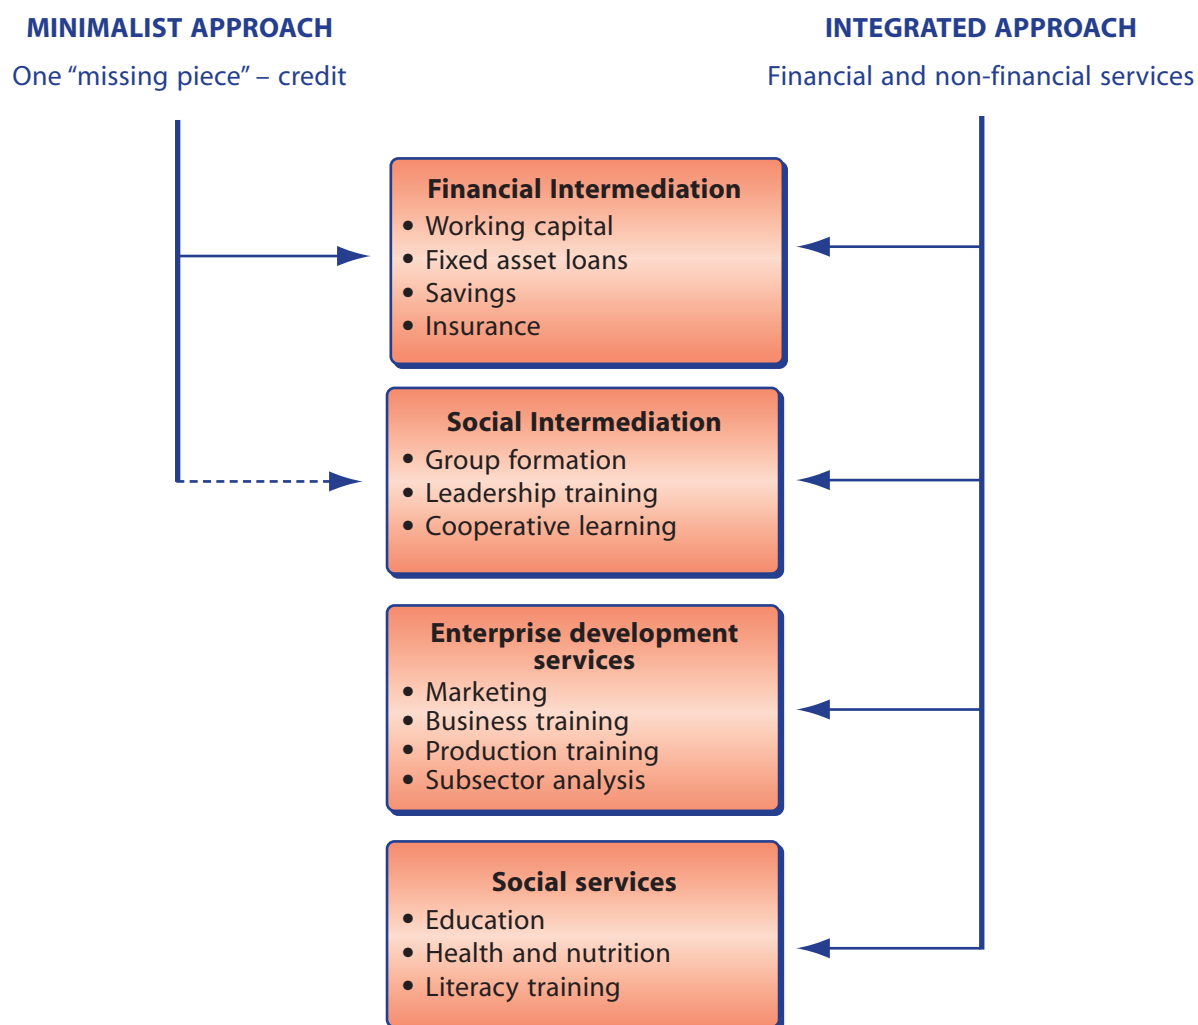 MINIMALIST APPROACH
One “missing piece” – credit
INTEGRATED APPROACH
Financial and non-financial services
Financial Intermediation
• Working capital
• Fixed asset loans
• Savings
• Insurance
Social Intermediation
• Group formation
• Leadership training
• Cooperative learning
Enterprise development
services
• Marketing
• Business training
• Production training
• Subsector analysis
Social services
• Education
• Health and nutrition
• Literacy training